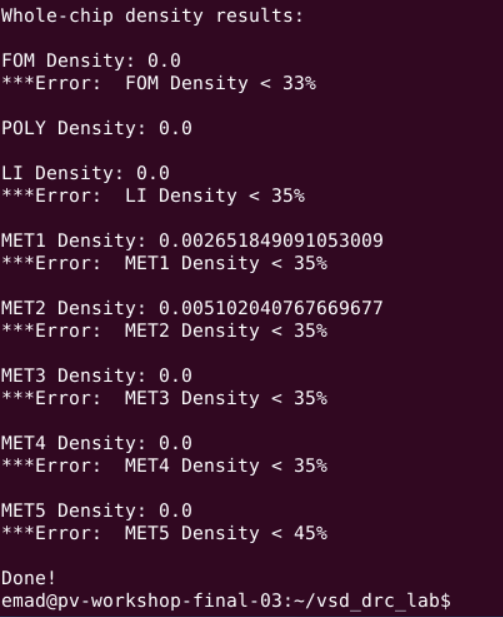 Whole-chip density results:
FOM Density: 0.0
***Error:  FOM Density < 33%
POLY Density: 0.0
LI Density: 0.0
***Error:  LI Density < 35%
MET1 Density: 0.002651849091053009
***Error:  MET1 Density < 35%
MET2 Density: 0.005102040767669677
***Error:  MET2 Density < 35%
MET3 Density: 0.0
***Error:  MET3 Density < 35%
MET4 Density: 0.0
***Error:  MET4 Density < 35%
MET5 Density: 0.0
***Error:  MET5 Density < 45%
Done!
emad@pv-workshop-final-03:~/vsd_drc_lab$